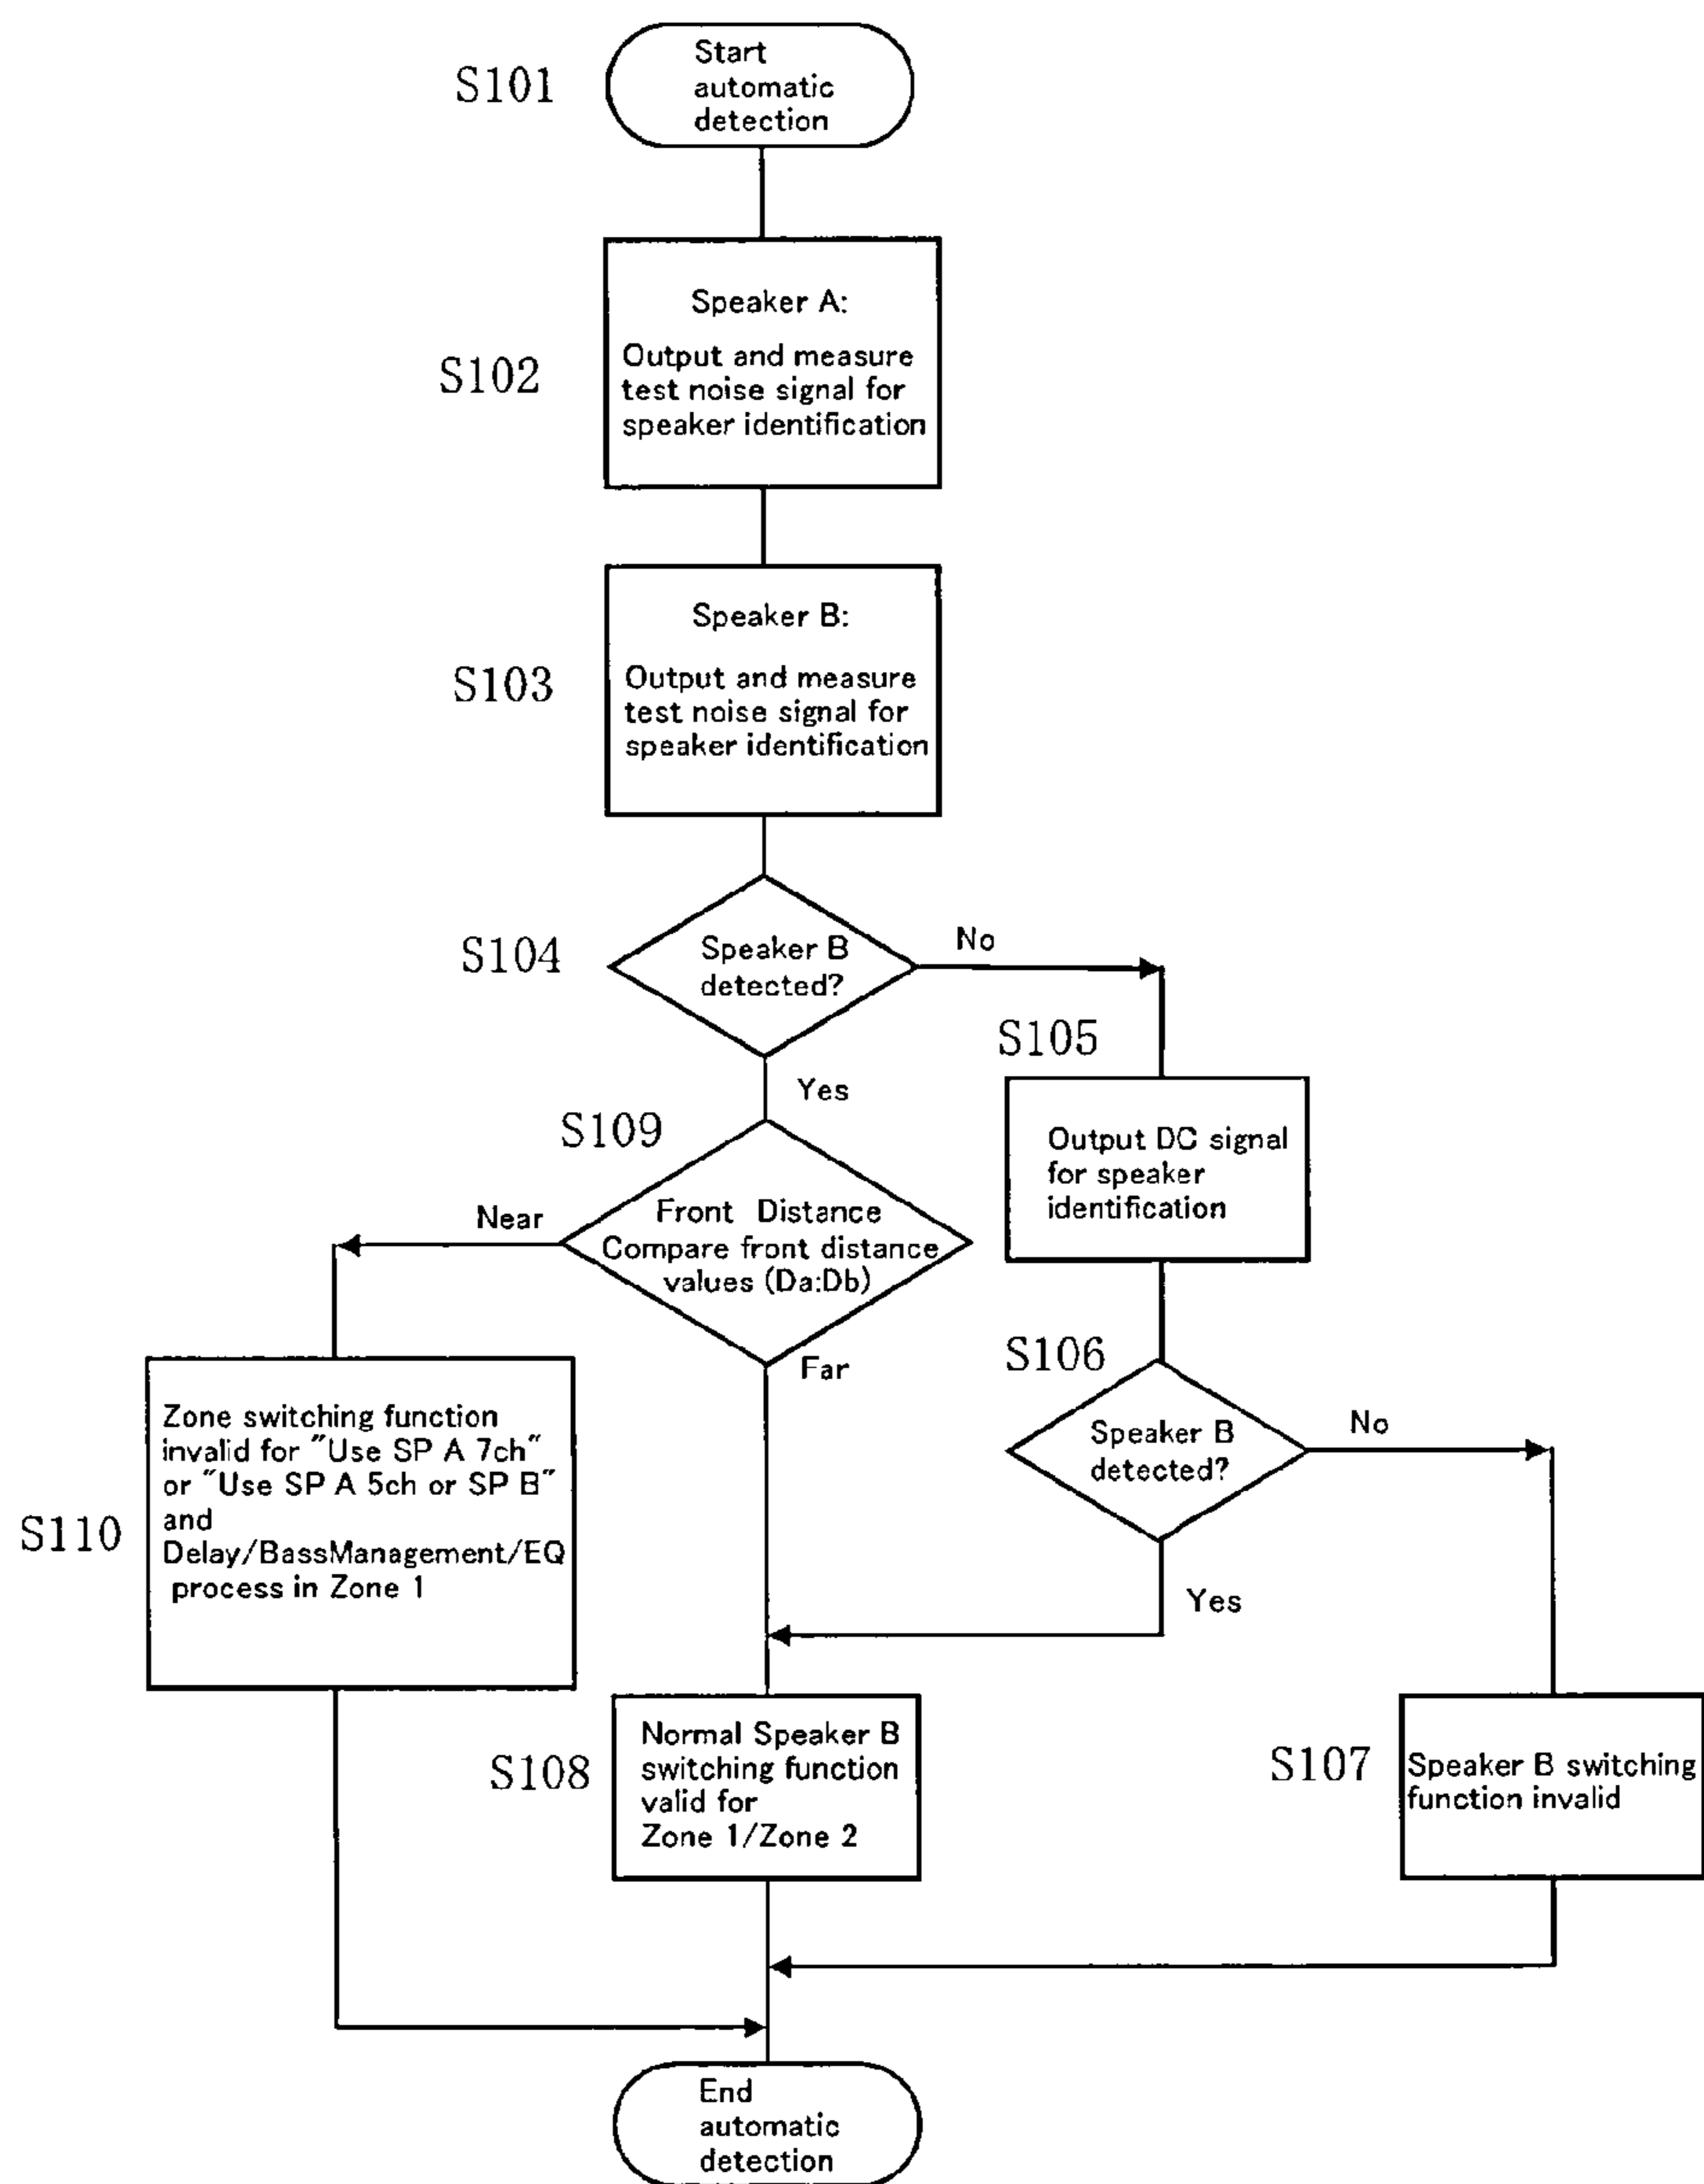 S101
Start
automatic
detection
S102
Speaker A:
Output and measure
test noise signal for
speaker identification
S103
Speaker B:
Output and measure
test noise signal for
speaker identification
S104
Speaker B
detected?
No
Yes
S105
Output DC signal
for speaker
identification
S109
Front Distance
Compare front distance
values (Da:Db)
Near
Far
S106
Speaker B
detected?
No
Yes
S110
Zone switching function
invalid for "Use SP A 7ch"
or "Use SP A 5ch or SP B"
and
Delay/BassManagement/EQ
process in Zone 1
S108
Normal Speaker B
switching function
valid for
Zone 1/Zone 2
S107
Speaker B switching
function invalid
End
automatic
detection